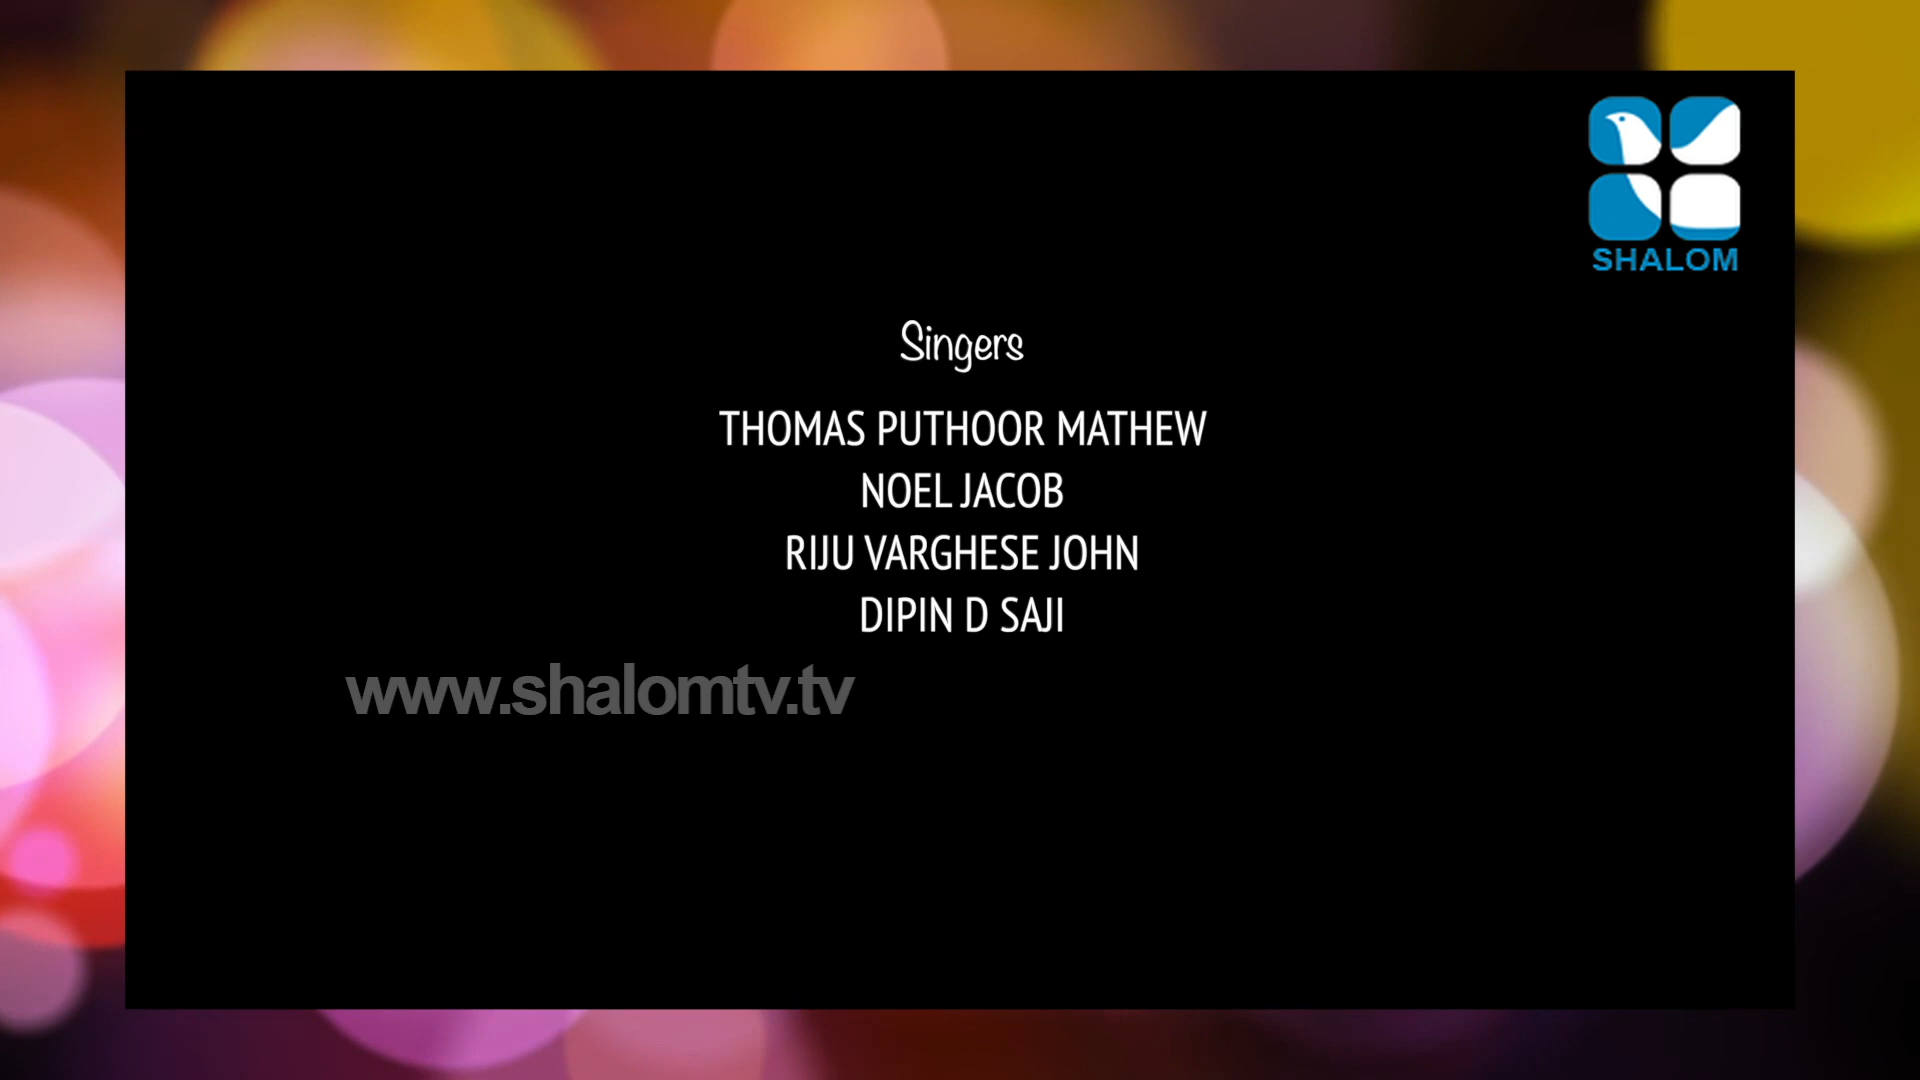 SHALOM
Singers
THOMAS PUTHOOR MATHEW
NOEL JACOB
RIJU VARGHESE JOHN
DIPIN D SAJI
www.shalomtv.tv